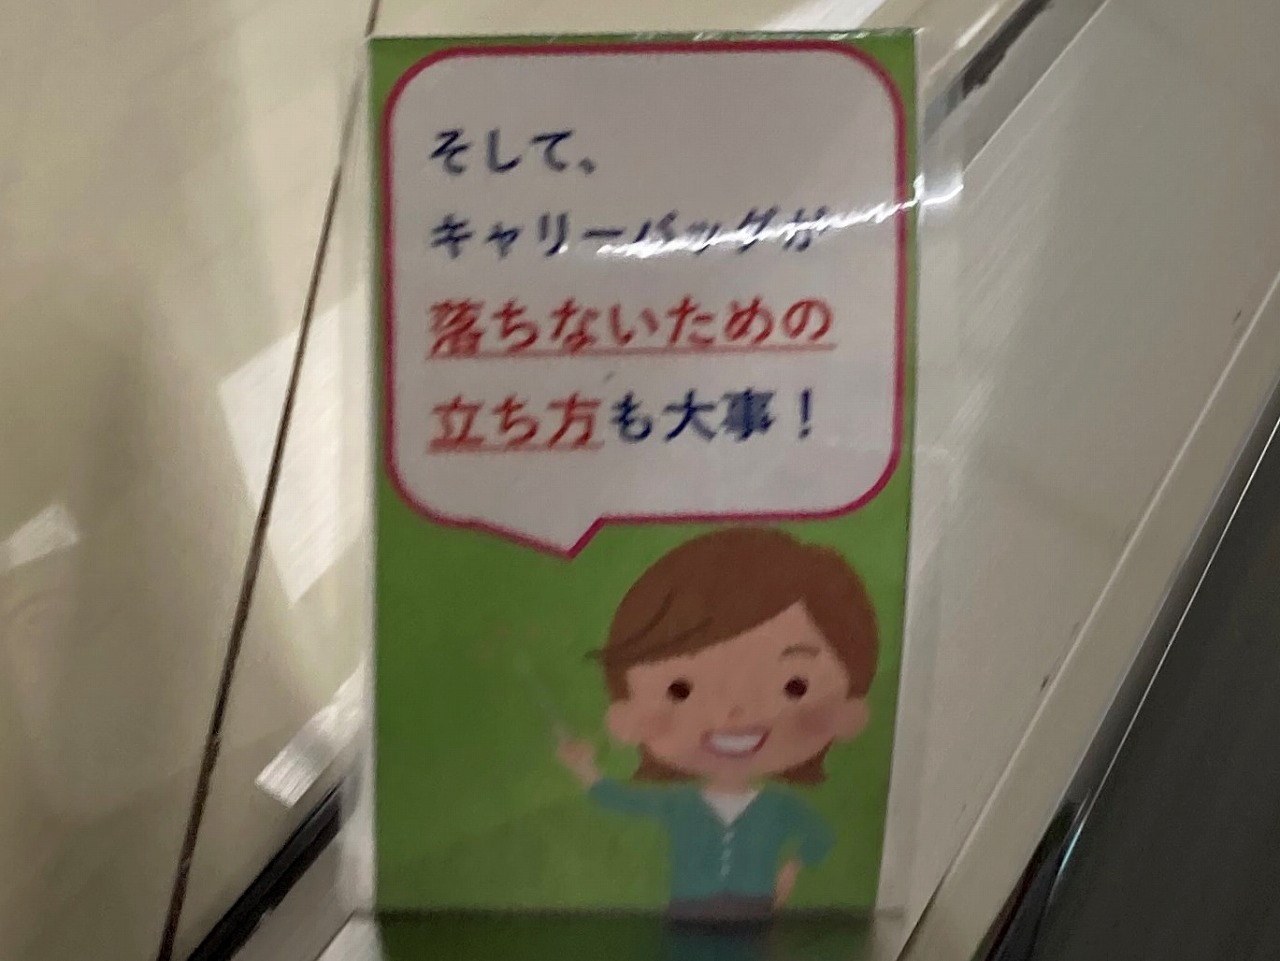 そして、
キャリーバッグが
落ちないための
立ち方も大事！